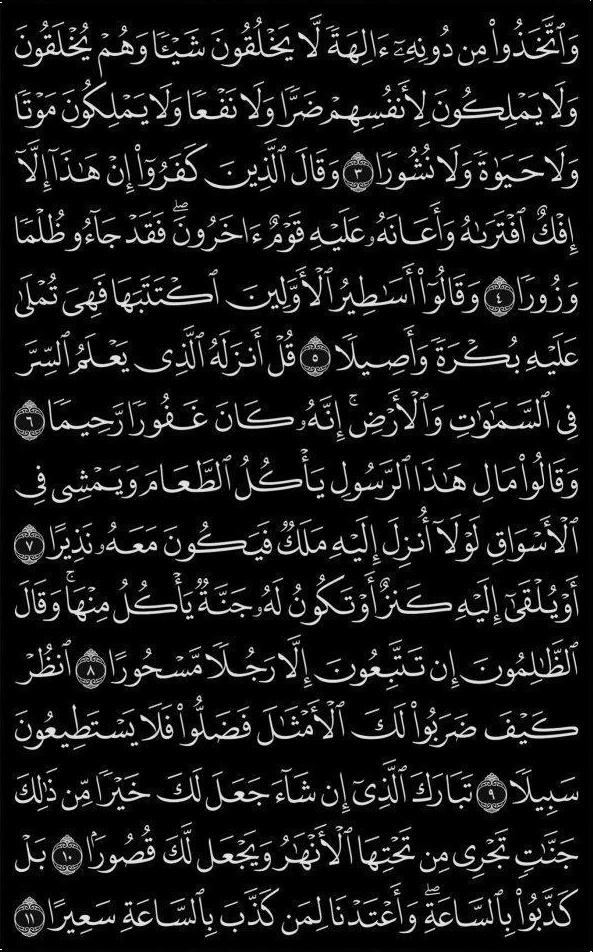 وَٱتَّخَذُوا۟ مِن دُونِهِۦٓ ءَالِهَةً لَّا يَخْلُقُونَ شَيْـًٔا وَهُمْ يُخْلَقُونَ
وَلَا يَمْلِكُونَ لِأَنفُسِهِمْ ضَرًّا وَلَا نَفْعًا وَلَا يَمْلِكُونَ مَوْتًا
وَلَا حَيَوٰةً وَلَا نُشُورًا ٣ وَقَالَ ٱلَّذِينَ كَفَرُوٓا۟ إِنْ هَٰذَآ إِلَّآ
إِفْكٌ ٱفْتَرَىٰهُ وَأَعَانَهُۥ عَلَيْهِ قَوْمٌ ءَاخَرُونَ ۖ فَقَدْ جَآءُو ظُلْمًا
وَزُورًا ٤ وَقَالُوٓا۟ أَسَٰطِيرُ ٱلْأَوَّلِينَ ٱكْتَتَبَهَا فَهِىَ تُمْلَىٰ
عَلَيْهِ بُكْرَةً وَأَصِيلًا ٥ قُلْ أَنزَلَهُ ٱلَّذِى يَعْلَمُ ٱلسِّرَّ
فِى ٱلسَّمَٰوَٰتِ وَٱلْأَرْضِ ۚ إِنَّهُۥ كَانَ غَفُورًا رَّحِيمًا ٦
وَقَالُوا۟ مَالِ هَٰذَا ٱلرَّسُولِ يَأْكُلُ ٱلطَّعَامَ وَيَمْشِى فِى
ٱلْأَسْوَاقِ لَوْلَآ أُنزِلَ إِلَيْهِ مَلَكٌ فَيَكُونَ مَعَهُۥ نَذِيرًا ٧
أَوْ يُلْقَىٰٓ إِلَيْهِ كَنزٌ أَوْ تَكُونُ لَهُۥ جَنَّةٌ يَأْكُلُ مِنْهَا ۚ وَقَالَ
ٱلظَّٰلِمُونَ إِن تَتَّبِعُونَ إِلَّا رَجُلًا مَّسْحُورًا ٨ ٱنظُرْ
كَيْفَ ضَرَبُوا۟ لَكَ ٱلْأَمْثَٰلَ فَضَلُّوا۟ فَلَا يَسْتَطِيعُونَ
سَبِيلًا ٩ تَبَارَكَ ٱلَّذِىٓ إِن شَآءَ جَعَلَ لَكَ خَيْرًا مِّن ذَٰلِكَ
جَنَّٰتٍ تَجْرِى مِن تَحْتِهَا ٱلْأَنْهَٰرُ وَيَجْعَل لَّكَ قُصُورًۢا ١٠ بَلْ
كَذَّبُوا۟ بِٱلسَّاعَةِ ۖ وَأَعْتَدْنَا لِمَن كَذَّبَ بِٱلسَّاعَةِ سَعِيرًا ١١